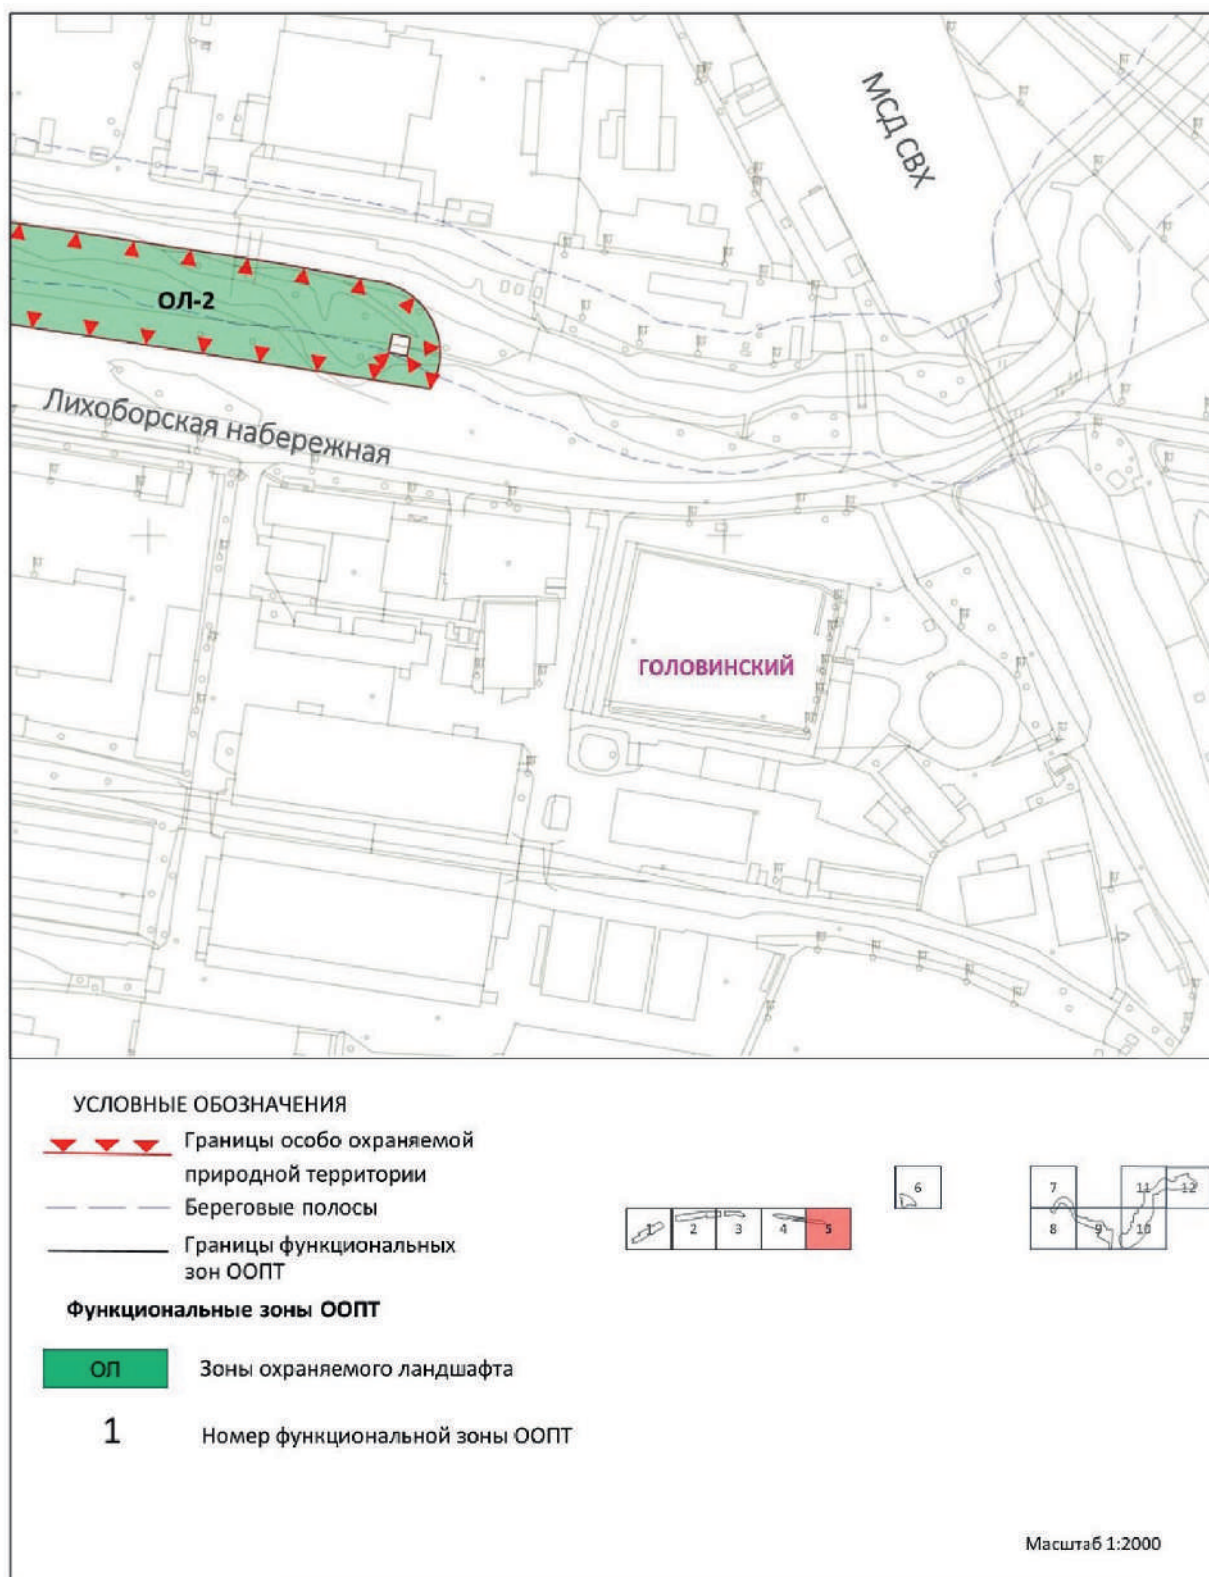 МСД СВХ
ОЛ-2
Лихоборская набережная
ГОЛОВИНСКИЙ
УСЛОВНЫЕ ОБОЗНАЧЕНИЯ
Границы особо охраняемой
природной территории
Береговые полосы
Границы функциональных
зон ООПТ
Функциональные зоны ООПТ
ОЛ
Зоны охраняемого ландшафта
1
Номер функциональной зоны ООПТ
6
7
11
12
1
2
3
4
5
8
9
10
Масштаб 1:2000